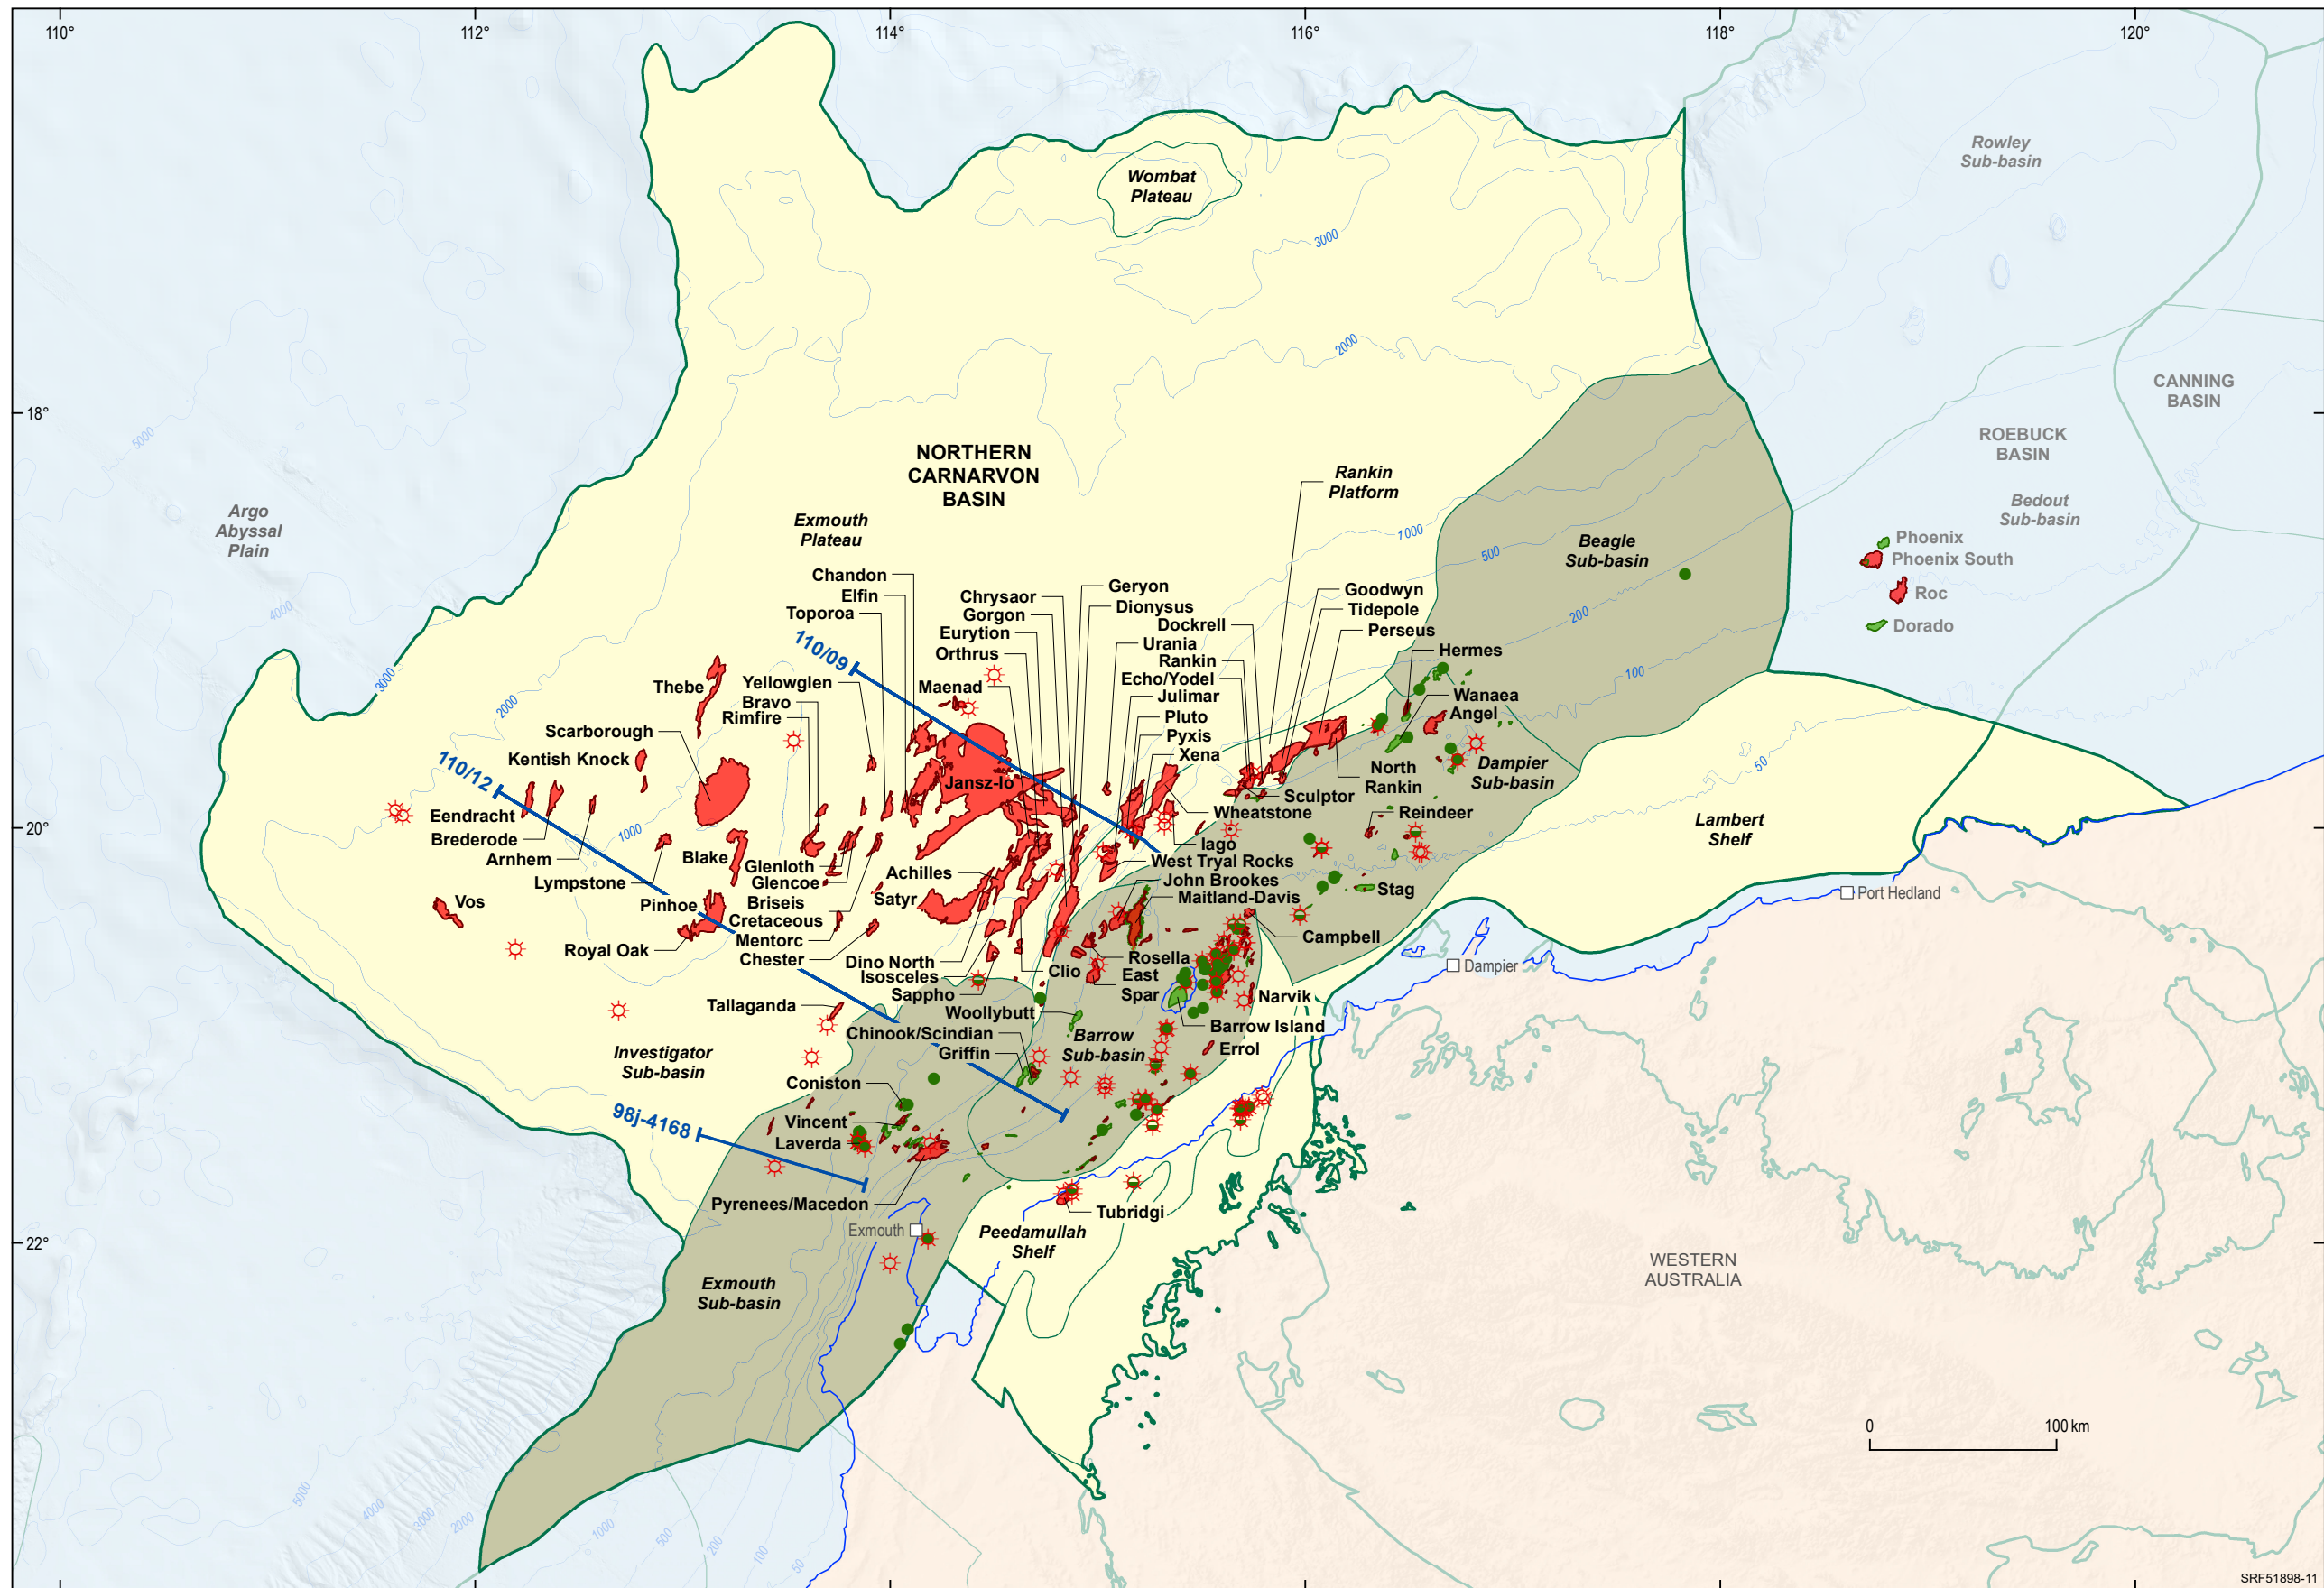 110°
112°
114°
116°
118°
120°
18°
20°
22°
Rowley
Sub-basin
Wombat
Plateau
3000
2000
CANNING
BASIN
ROEBUCK
BASIN
Bedout
Sub-basin
Phoenix
Phoenix South
Roc
Dorado
5000
4000
3000
2000
1000
Argo
Abyssal
Plain
NORTHERN
CARNARVON
BASIN
Exmouth
Plateau
Rankin
Platform
1000
500
200
100
50
Beagle
Sub-basin
Chandon
Elfin
Toporoa
Chrysaor
Gorgon
Eurytion
Orthrus
Maenad
Geryon
Dionysus
Dockrell
Urania
Rankin
Echo/Yodel
Julimar
Pluto
Pyxis
Xena
Goodwyn
Tidepole
Perseus
Hermes
Wanaea
Angel
110/09
Thebe
Yellowglen
Bravo
Rimfire
Scarborough
Kentish Knock
110/12
Jansz-Io
North
Rankin
Dampier
Sub-basin
Sculptor
Wheatstone
Reindeer
Eendracht
Brederode
Arnhem
Lympstone
Blake
Glenloth
Glencoe
Briseis
Cretaceous
Mentorc
Chester
Achilles
Satyr
Iago
West Tryal Rocks
John Brookes
Maitland-Davis
Stag
Lambert
Shelf
Port Hedland
Vos
Pinhoe
Royal Oak
Campbell
Dampier
Dino North
Isosceles
Sappho
Clio
Rosella
East
Spar
Narvik
Tallaganda
Woollybutt
Chinook/Scindian
Griffin
Barrow
Sub-basin
Barrow Island
Errol
Investigator
Sub-basin
Coniston
98j-4168
Vincent
Laverda
Pyrenees/Macedon
Tubridgi
Exmouth
Peedamullah
Shelf
WESTERN
AUSTRALIA
Exmouth
Sub-basin
0
100 km
5000
4000
3000
2000
1000
500
200
100
50
SRF51898-11